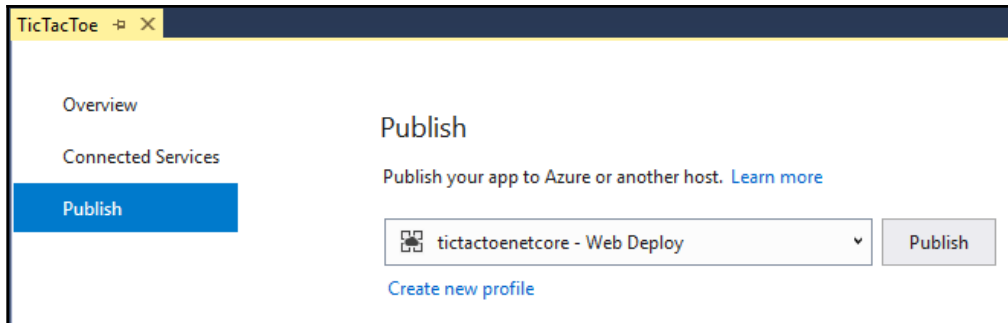 TicTacToe
Overview
Connected Services
Publish
Publish
Publish your app to Azure or another host. Learn more
tictactoenetcore - Web Deploy
Publish
Create new profile